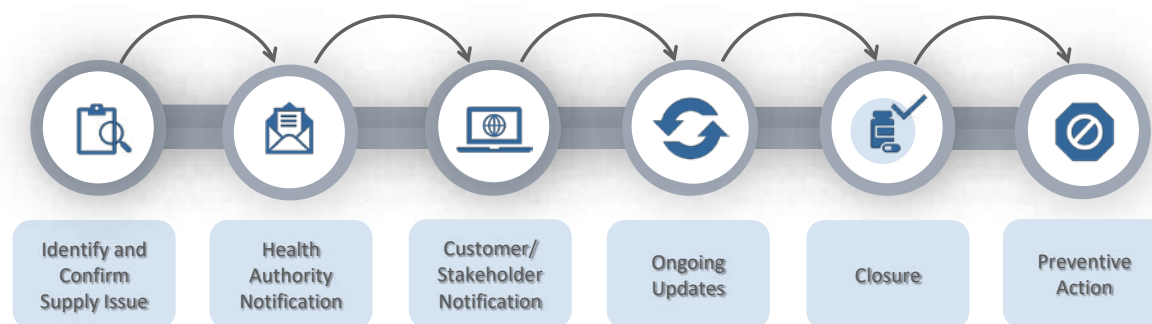 Identify and
Confirm
Supply Issue
Health
Authority
Notification
Customer/
Stakeholder
Notification
Ongoing
Updates
Closure
Preventive
Action